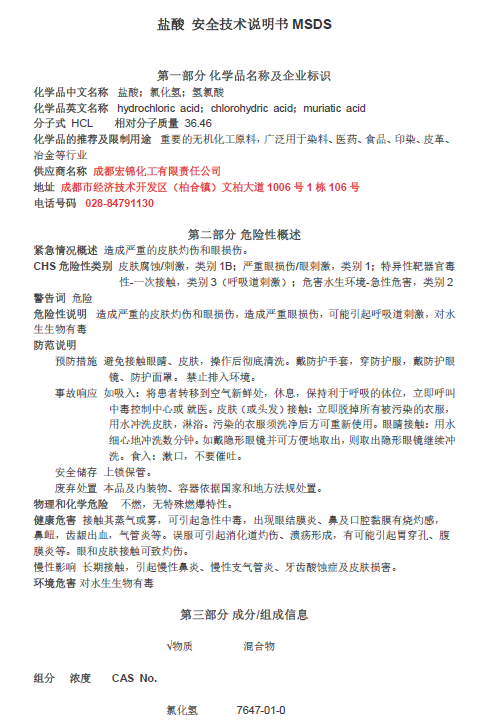 盐酸 安全技术说明书 MSDS
第一部分 化学品名称及企业标识
化学品中文名称 盐酸；氯化氢；氢氯酸
化学品英文名称 hydrochloric acid；chlorohydric acid；muriatic acid
分子式 HCL 相对分子质量 36.46
化学品的推荐及限制用途 重要的无机化工原料，广泛用于染料、医药、食品、印染、皮革、
冶金等行业
供应商名称 成都宏锦化工有限责任公司
地址 成都市经济技术开发区（柏合镇）文柏大道 1006 号 1 栋 106 号
电话号码 028-84791130
第二部分 危险性概述
紧急情况概述 造成严重的皮肤灼伤和眼损伤。
CHS 危险性类别 皮肤腐蚀/刺激，类别 1B；严重眼损伤/眼刺激，类别 1；特异性靶器官毒
性-一次接触，类别 3（呼吸道刺激）；危害水生环境-急性危害，类别 2
警告词 危险
危险性说明 造成严重的皮肤灼伤和眼损伤，造成严重眼损伤，可能引起呼吸道刺激，对水
生生物有毒
防范说明
预防措施 避免接触眼睛、皮肤，操作后彻底清洗。戴防护手套，穿防护服，戴防护眼
镜、防护面罩。 禁止排入环境。
事故响应 如吸入：将患者转移到空气新鲜处，休息，保持利于呼吸的体位，立即呼叫
中毒控制中心或 就医。皮肤（或头发）接触：立即脱掉所有被污染的衣服，
用水冲洗皮肤，淋浴。污染的衣服须洗净后方可重新使用。眼睛接触：用水
细心地冲洗数分钟。如戴隐形眼镜并可方便地取出，则取出隐形眼镜继续冲
洗。食入：漱口，不要催吐。
安全储存 上锁保管。
废弃处置 本品及内装物、容器依据国家和地方法规处置。
物理和化学危险 不燃，无特殊燃爆特性。
健康危害 接触其蒸气或雾，可引起急性中毒，出现眼结膜炎、鼻及口腔黏膜有烧灼感，
鼻衄，齿龈出血，气管炎等。误服可引起消化道灼伤、溃疡形成，有可能引起胃穿孔、腹
膜炎等。眼和皮肤接触可致灼伤。
慢性影响 长期接触，引起慢性鼻炎、慢性支气管炎、牙齿酸蚀症及皮肤损害。
环境危害 对水生生物有毒
第三部分 成分/组成信息
√物质 混合物
组分 浓度 CAS No.
氯化氢 7647-01-0